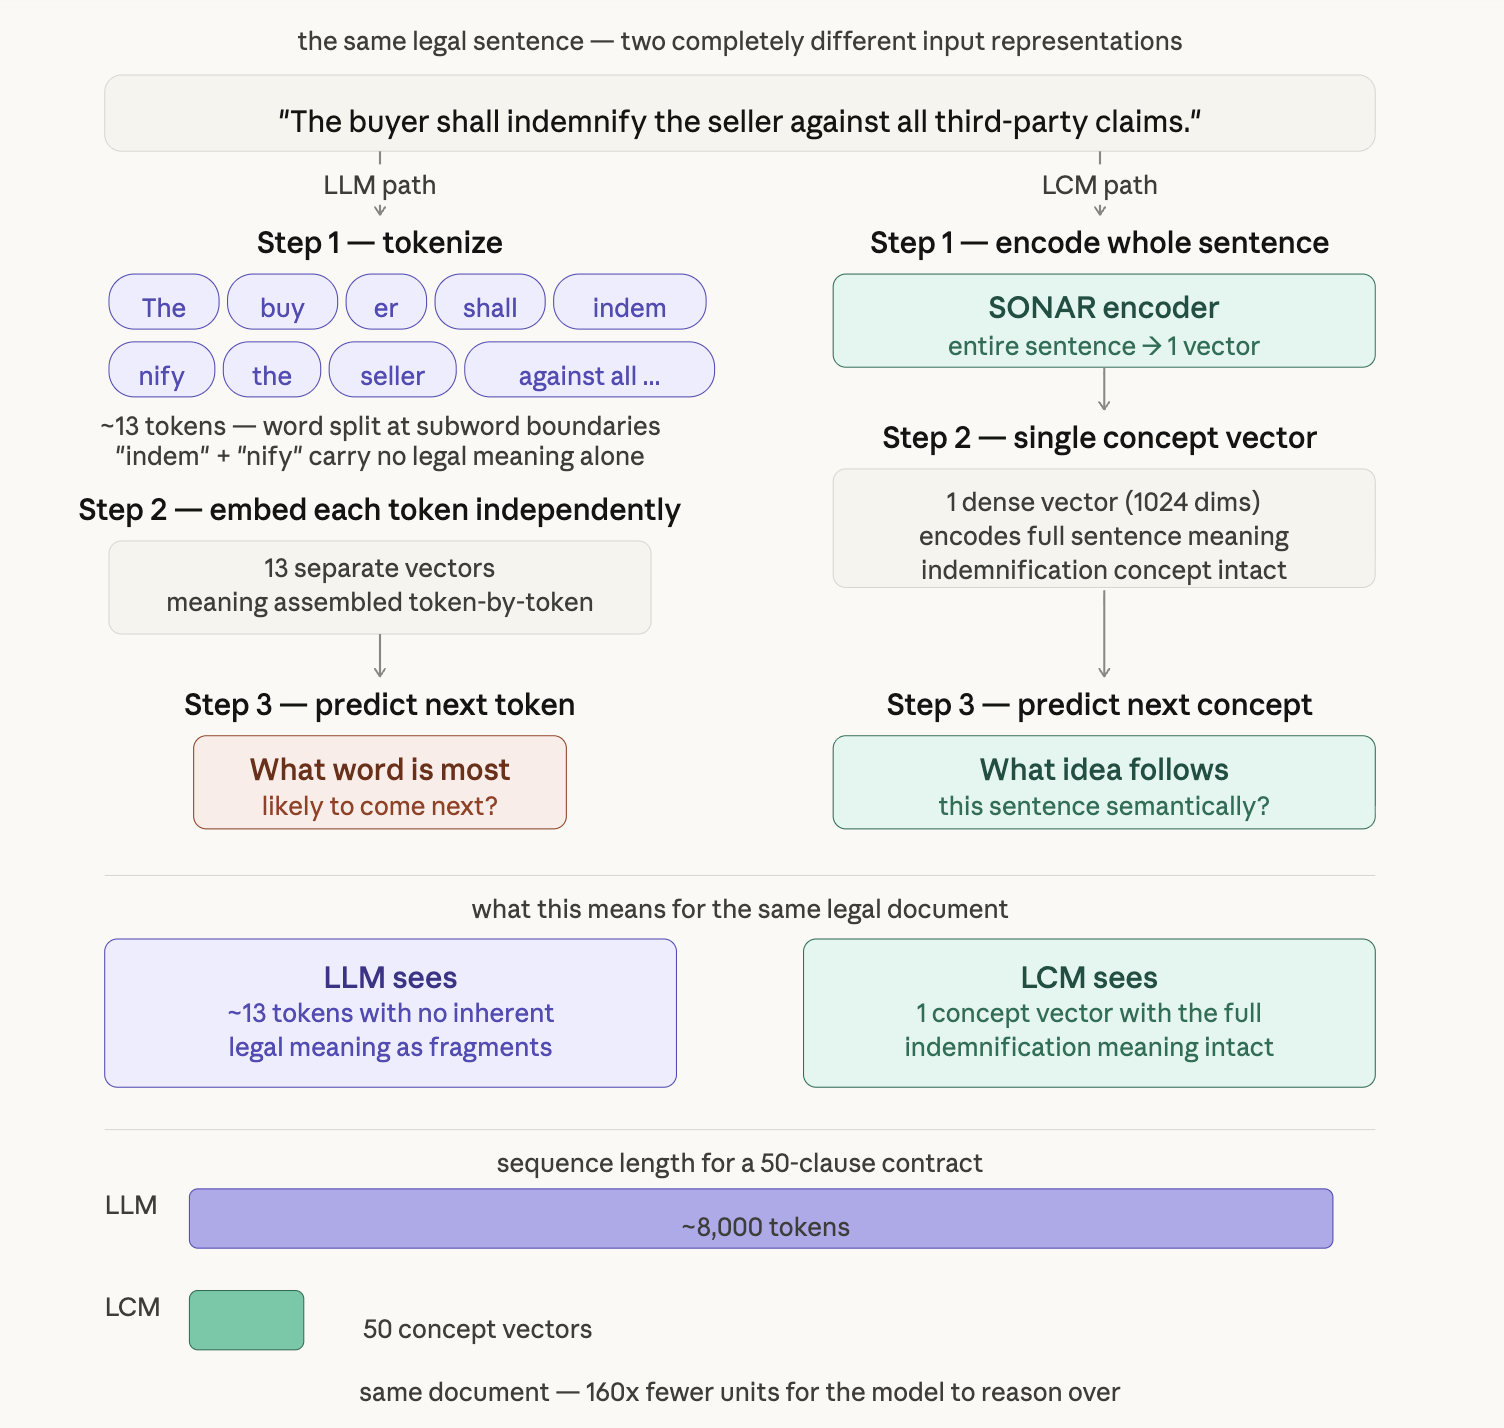 the same legal sentence — two completely different input representations
"The buyer shall indemnify the seller against all third-party claims."
LLM path
Step 1 — tokenize
The buy er shall indem
nify the seller against all ...
~13 tokens — word split at subword boundaries
"indem" + "nify" carry no legal meaning alone
Step 2 — embed each token independently
13 separate vectors
meaning assembled token-by-token
Step 3 — predict next token
What word is most
likely to come next?
LCM path
Step 1 — encode whole sentence
SONAR encoder
entire sentence → 1 vector
Step 2 — single concept vector
1 dense vector (1024 dims)
encodes full sentence meaning
indemnification concept intact
Step 3 — predict next concept
What idea follows
this sentence semantically?
what this means for the same legal document
LLM sees
~13 tokens with no inherent
legal meaning as fragments
LCM sees
1 concept vector with the full
indemnification meaning intact
sequence length for a 50-clause contract
LLM
~8,000 tokens
LCM
50 concept vectors
same document — 160x fewer units for the model to reason over